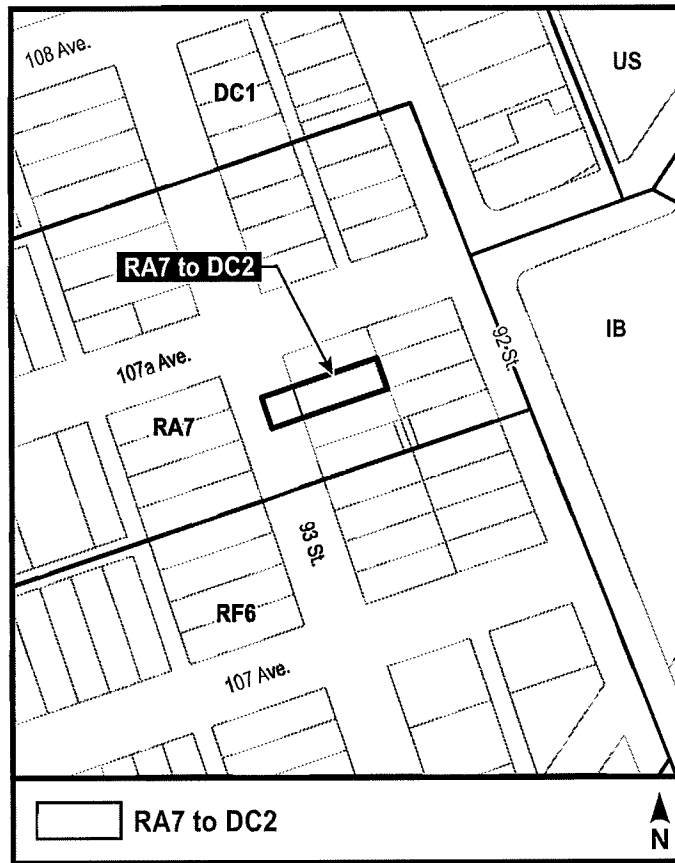 108 Ave.
US
DC1
RA7 to DC2
92 St.
IB
107a Ave.
RA7
93 St.
RF6
107 Ave.
RA7 to DC2
N